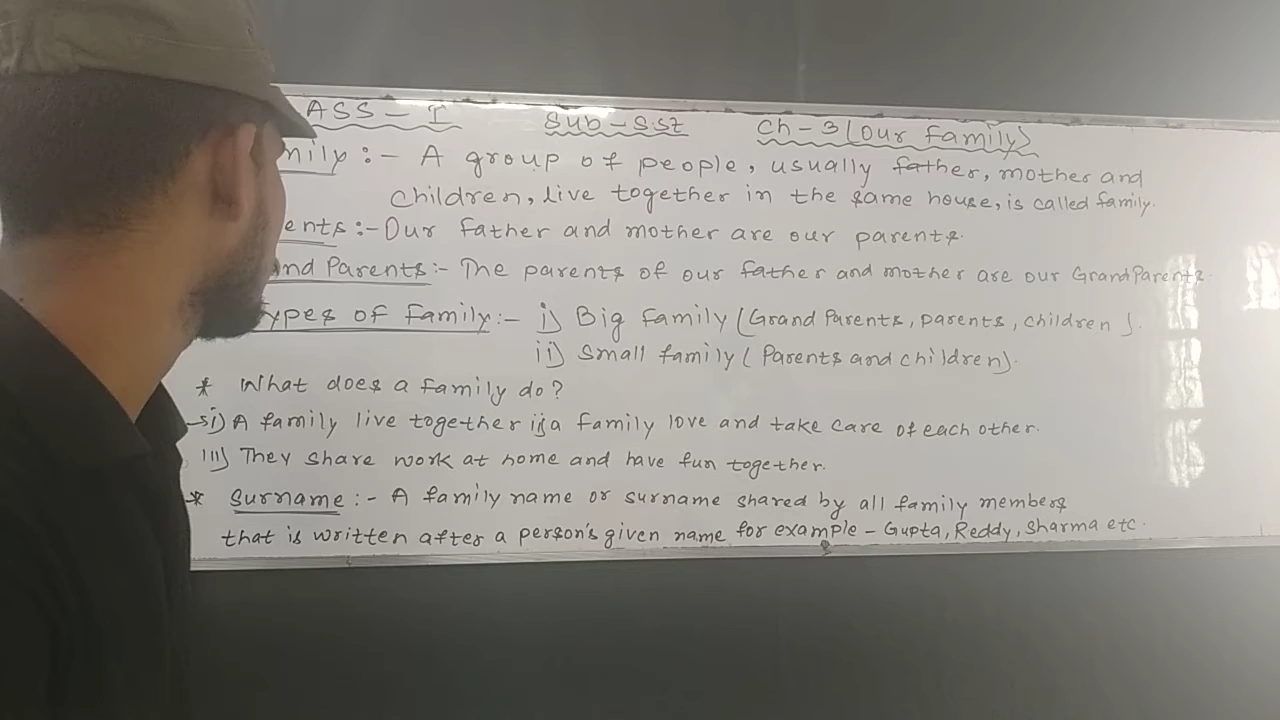 ASS - I Sub - S.St Ch - 3 (Our Family)
mily :- A group of people, usually father, mother and
children, live together in the same house, is called family.
ents :- Our Father and mother are our parents.
and Parents :- The parents of our father and mother are our GrandParents.
ypes of Family :- i) Big family (Grand Parents, parents, children ).
ii) Small family ( Parents and children).
* What does a family do?
i) A family live together ii) a family love and take care of each other.
III) They share work at home and have fun together.
* Surname :- A family name or surname shared by all family members
that is written after a person's given name for example - Gupta, Reddy, Sharma etc.